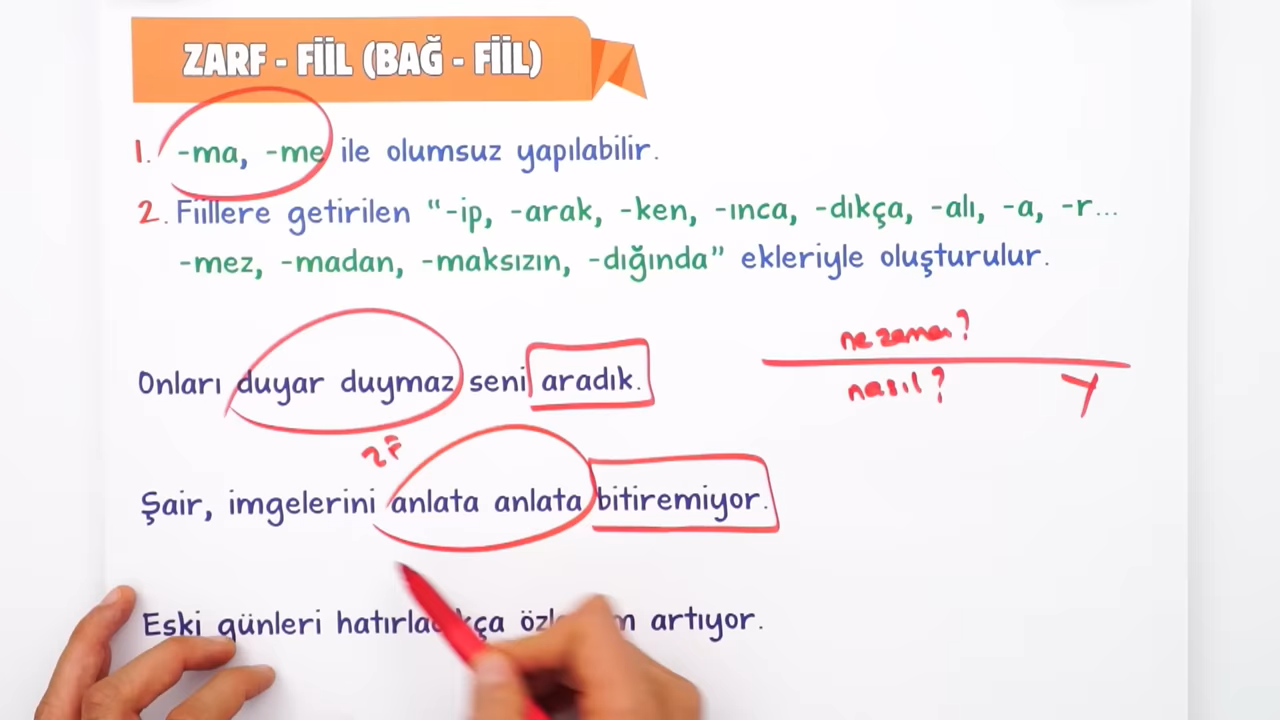 ZARF - FİİL (BAĞ - FİİL)
1. -ma, -me ile olumsuz yapılabilir.
2. Fiillere getirilen “-ip, -arak, -ken, -ınca, -dıkça, -alı, -a, -r...
-mez, -madan, -maksızın, -dığında” ekleriyle oluşturulur.
ne zaman?
nasıl? Y
Onları duyar duymaz seni aradık.
ZF
Şair, imgelerini anlata anlata bitiremiyor.
Eski günleri artıyor.